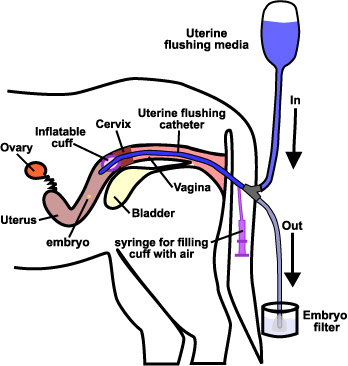 Uterine
flushing media
In
Uterine flushing
catheter
Cervix
Inflatable
cuff
Ovary
Vagina
Uterus
Bladder
embryo
syringe for filling
cuff with air
Out
Embryo
filter